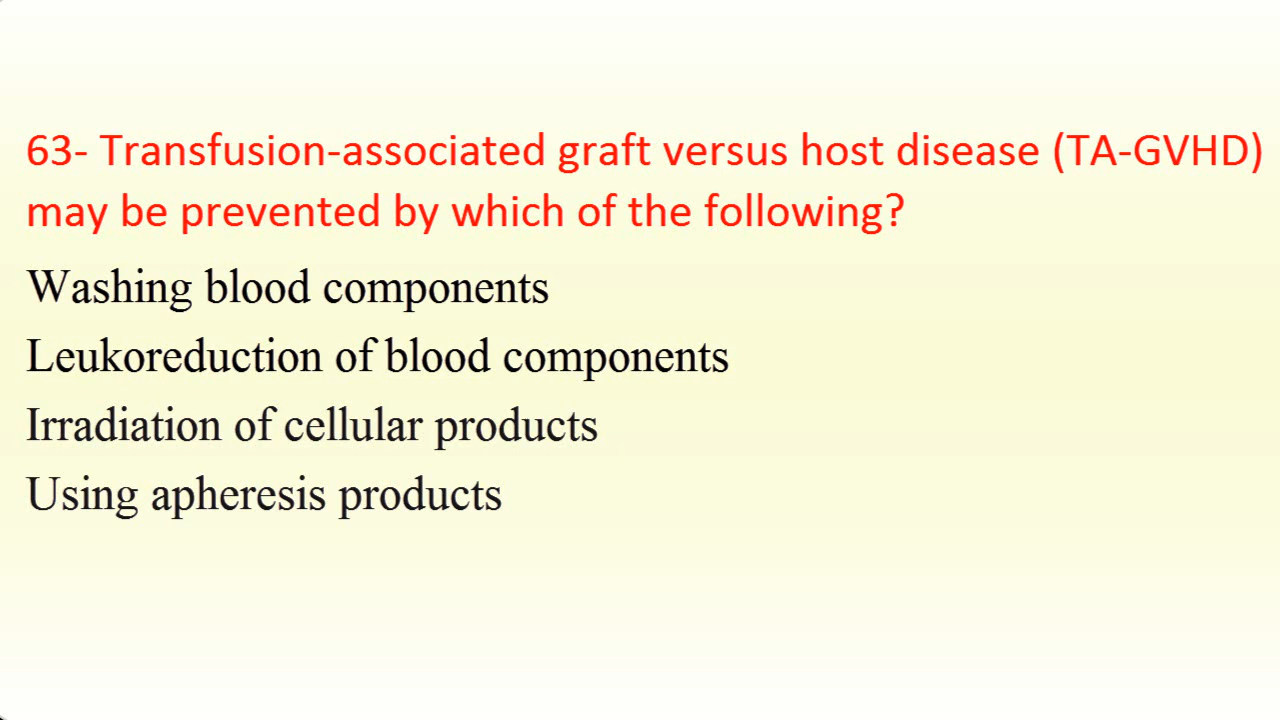 63- Transfusion-associated graft versus host disease (TA-GVHD)
may be prevented by which of the following?
Washing blood components
Leukoreduction of blood components
Irradiation of cellular products
Using apheresis products